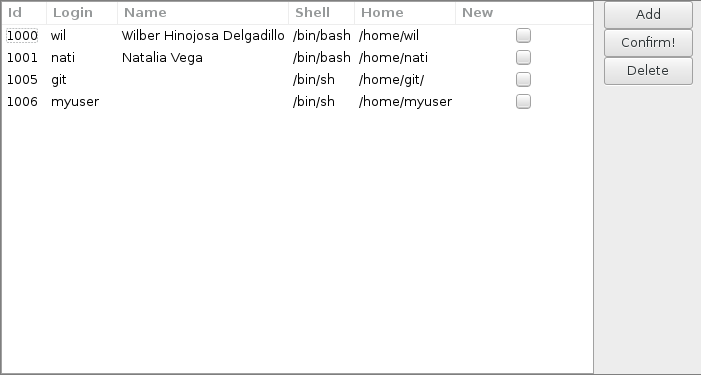 Id Login Name Shell Home New Add
1000 wil Wilber Hinojosa Delgadillo /bin/bash /home/wil Confirm!
1001 nati Natalia Vega /bin/bash /home/nati Delete
1005 git /bin/sh /home/git/
1006 myuser /bin/sh /home/myuser